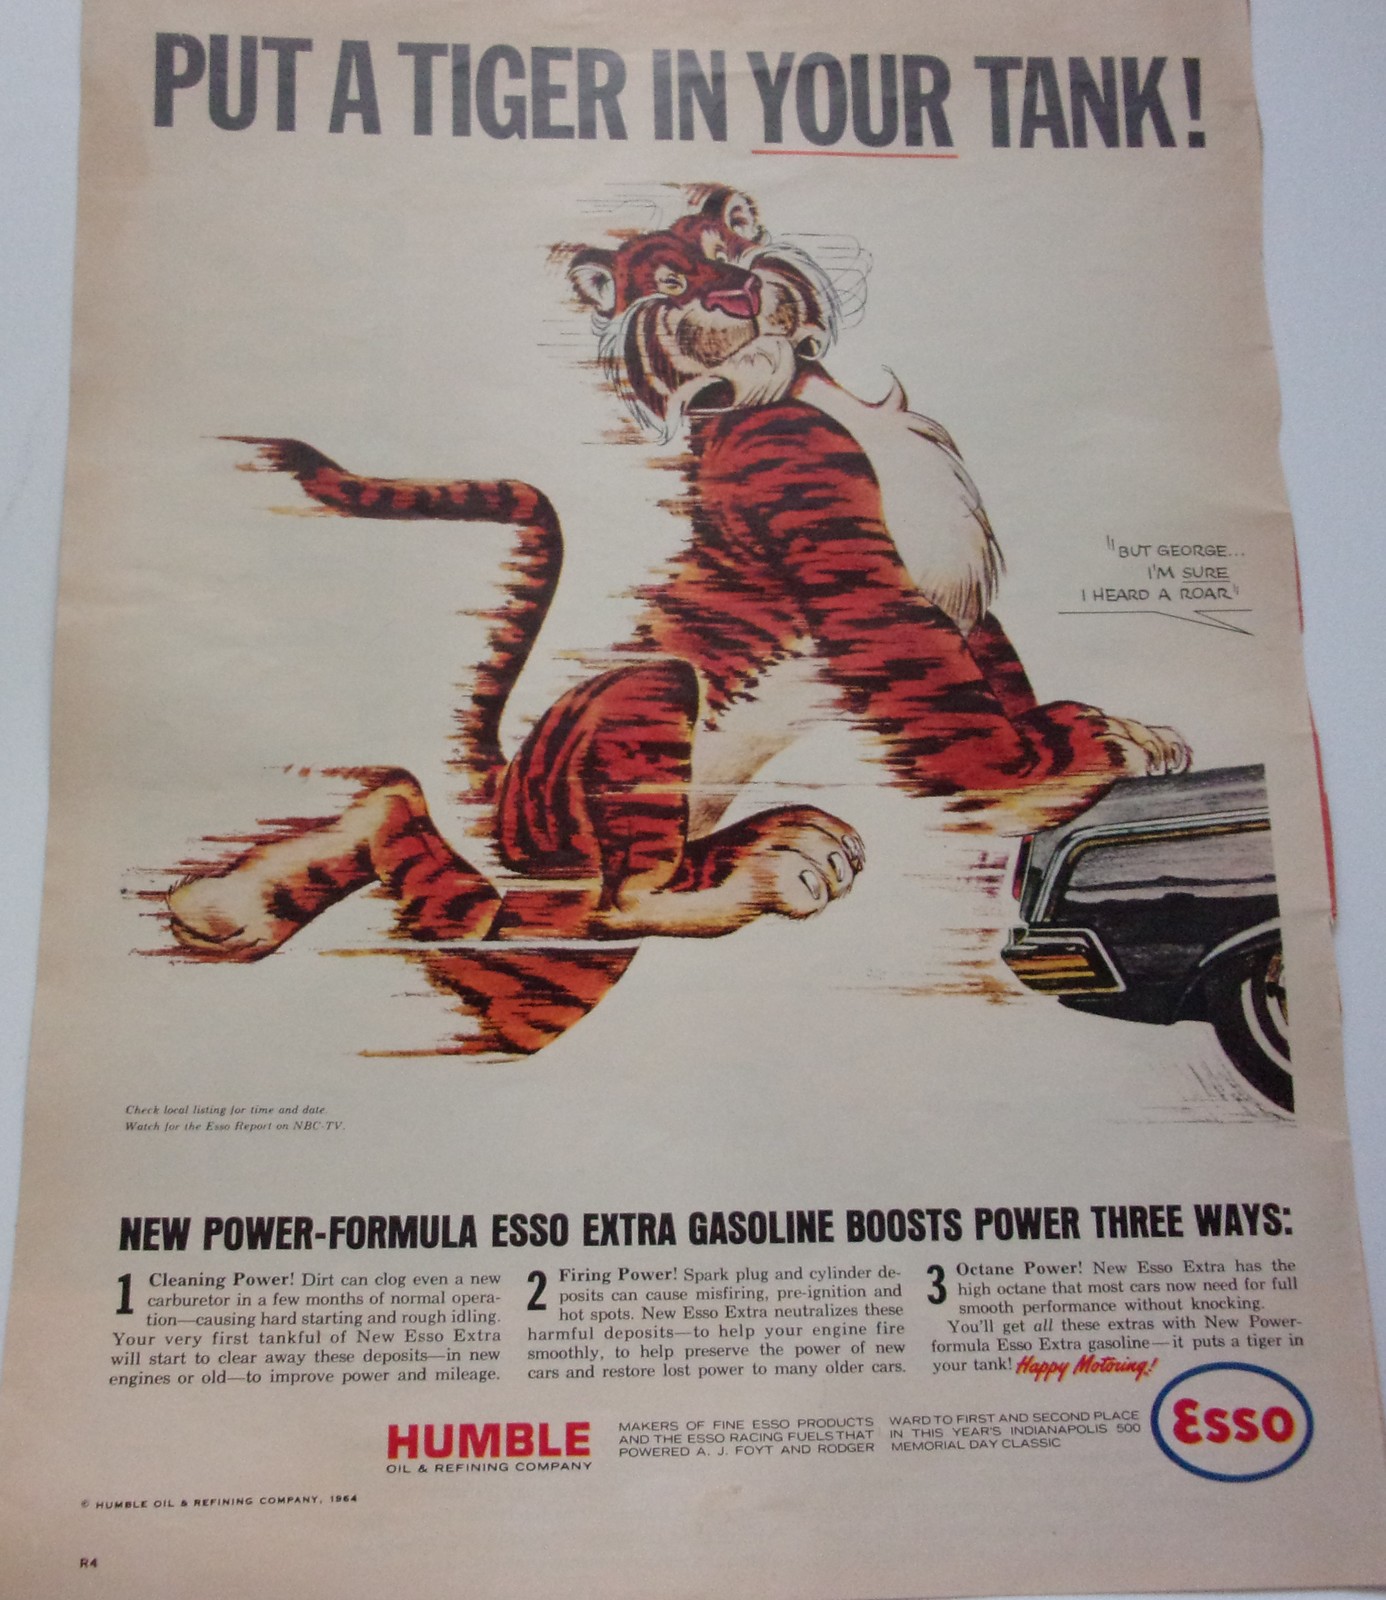 PUT A TIGER IN YOUR TANK!
"BUT GEORGE...
I'M SURE
I HEARD A ROAR"
Check local listing for time and date.
Watch for the Esso Report on NBC-TV.
NEW POWER-FORMULA ESSO EXTRA GASOLINE BOOSTS POWER THREE WAYS:
1 Cleaning Power! Dirt can clog even a new
carburetor in a few months of normal opera-
tion—causing hard starting and rough idling.
Your very first tankful of New Esso Extra
will start to clear away these deposits—in new
engines or old—to improve power and mileage.
2 Firing Power! Spark plug and cylinder de-
posits can cause misfiring, pre-ignition and
hot spots. New Esso Extra neutralizes these
harmful deposits—to help your engine fire
smoothly, to help preserve the power of new
cars and restore lost power to many older cars.
3 Octane Power! New Esso Extra has the
high octane that most cars now need for full
smooth performance without knocking.
You'll get all these extras with New Power-
formula Esso Extra gasoline—it puts a tiger in
your tank! Happy Motoring!
HUMBLE
OIL & REFINING COMPANY
MAKERS OF FINE ESSO PRODUCTS
AND THE ESSO RACING FUELS THAT
POWERED A. J. FOYT AND RODGER
WARD TO FIRST AND SECOND PLACE
IN THIS YEAR'S INDIANAPOLIS 500
MEMORIAL DAY CLASSIC
Esso
© HUMBLE OIL & REFINING COMPANY, 1964
R4